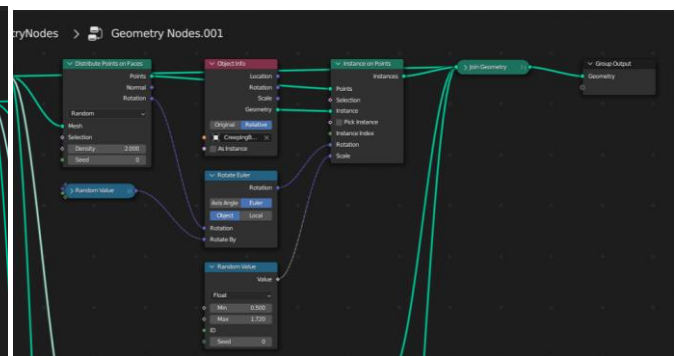 tryNodes > Geometry Nodes.001
Distribute Points on Faces
Points
Normal
Rotation
Random
Mesh
Selection
Density 2.000
Seed 0
Random Value
Object Info
Location
Rotation
Scale
Geometry
Original Relative
CreepingB...
As Instance
Rotate Euler
Rotation
Axis Angle Euler
Object Local
Rotation
Rotate By
Random Value
Value
Float
Min 0.500
Max 1.720
ID
Seed 0
Instance on Points
Instances
Points
Selection
Instance
Pick Instance
Instance Index
Rotation
Scale
Join Geometry
Group Output
Geometry